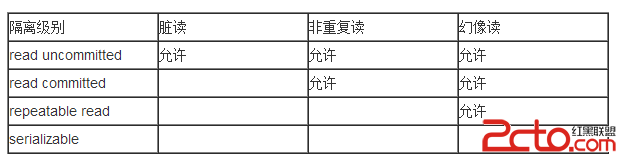 隔离级别 脏读 非重复读 幻像读
read uncommitted 允许 允许 允许
read committed 允许 允许
repeatable read 允许
serializable
2cto.com 红黑联盟